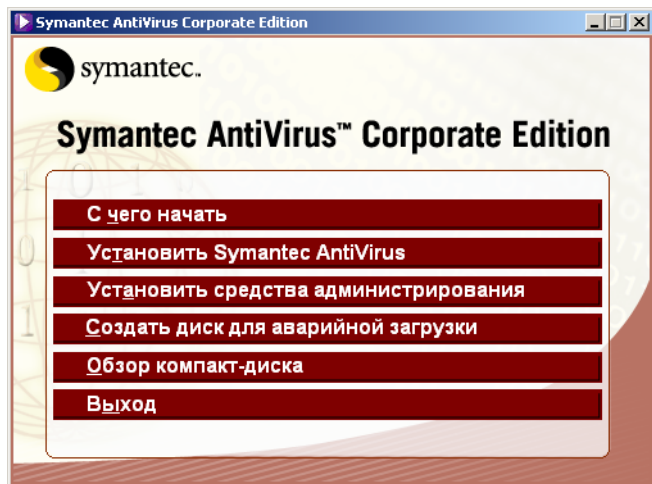 Symantec AntiVirus Corporate Edition
symantec.
Symantec AntiVirus™ Corporate Edition
С чего начать
Установить Symantec AntiVirus
Установить средства администрирования
Создать диск для аварийной загрузки
Обзор компакт-диска
Выход